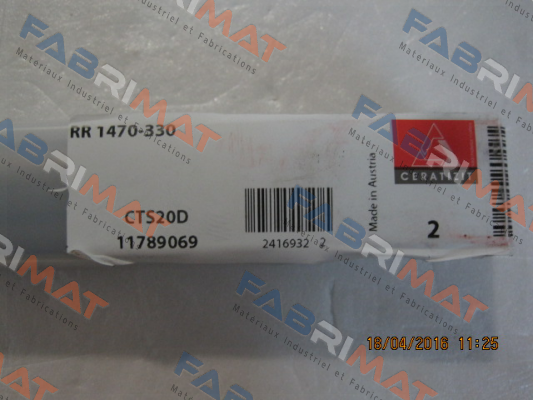 FABRIMAT
Matériaux Industriel et Fabrications
RR 1470-330
CTS20D
11789069
2416932 2
Made in Austria
CERATIZIT
2
18/04/2016 11:25